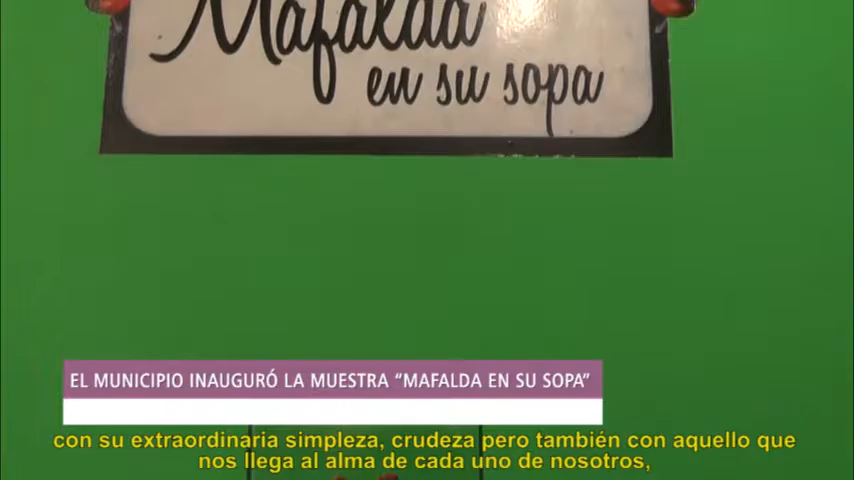 Mafalda
en su sopa
EL MUNICIPIO INAUGURÓ LA MUESTRA “MAFALDA EN SU SOPA”
con su extraordinaria simpleza, crudeza pero también con aquello que
nos llega al alma de cada uno de nosotros,